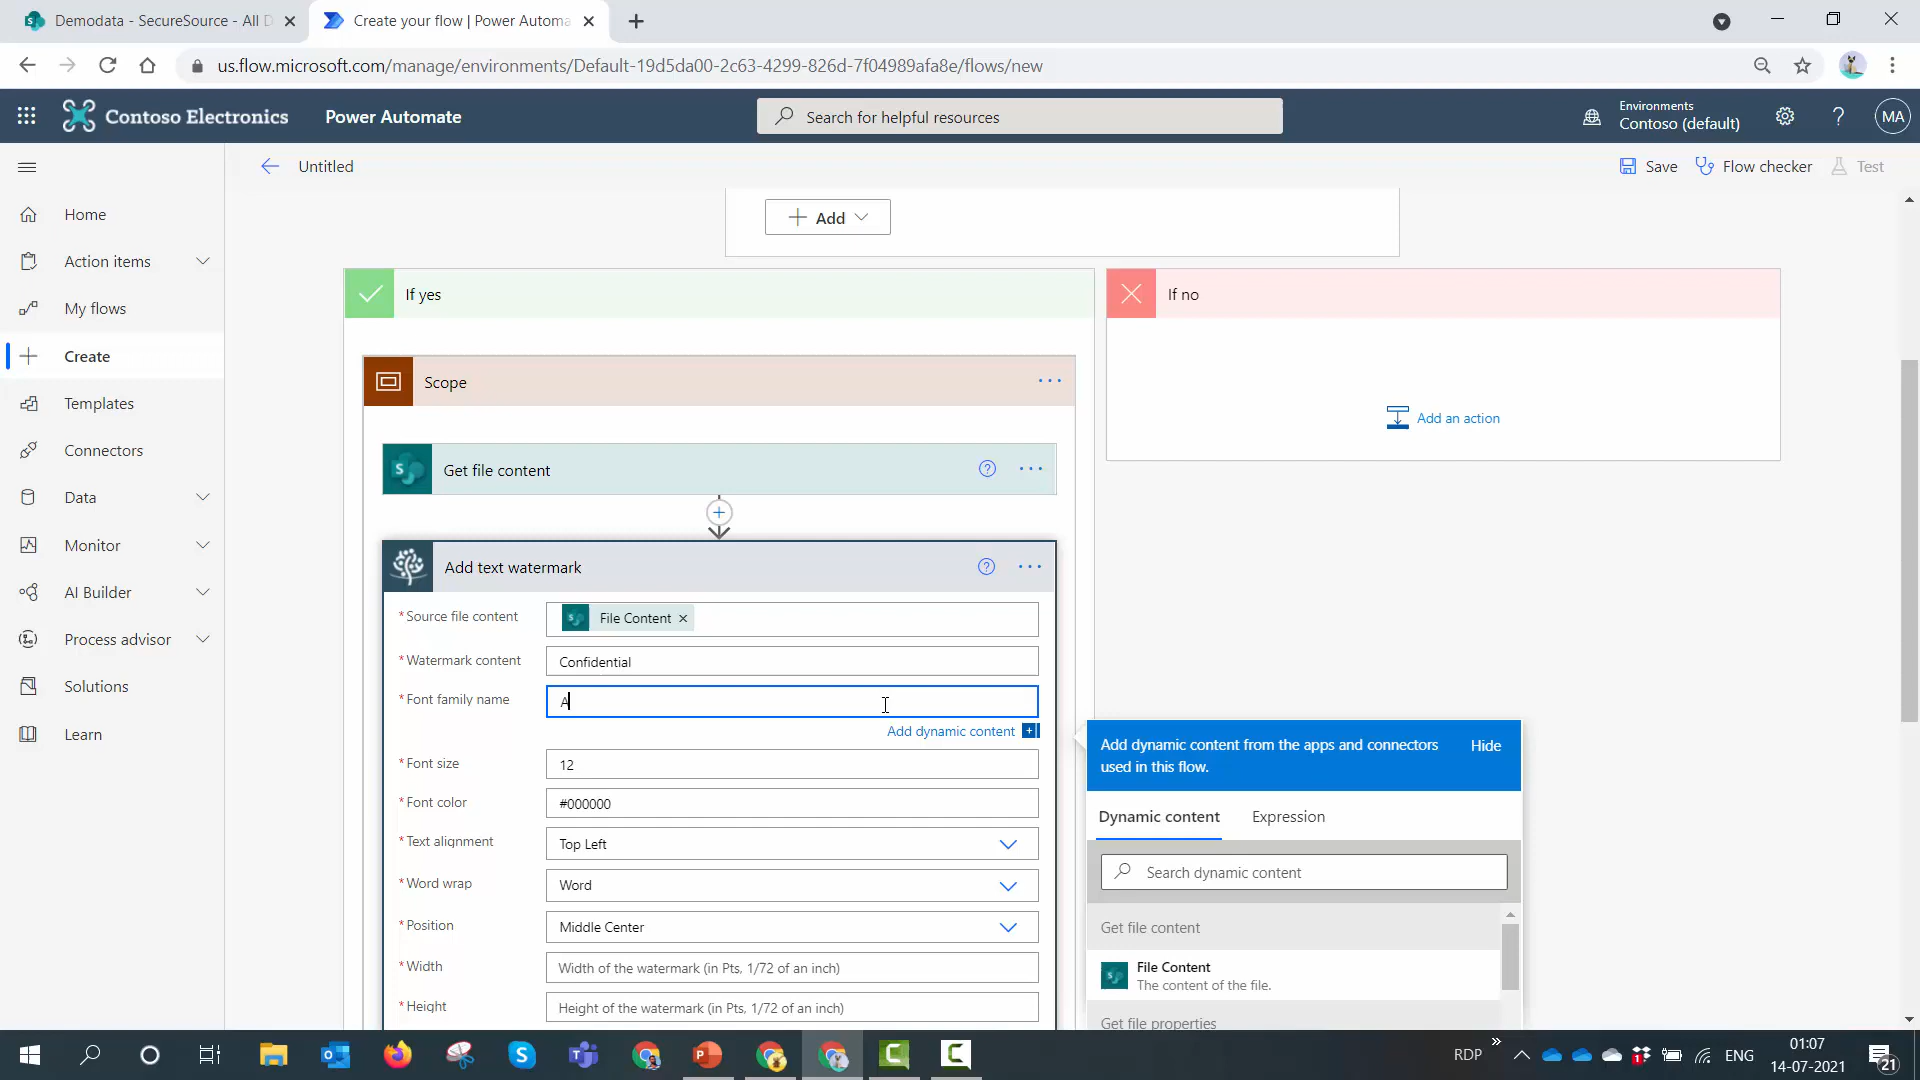 Demodata - SecureSource - All D
Create your flow | Power Automa
us.flow.microsoft.com/manage/environments/Default-19d5da00-2c63-4299-826d-7f04989afa8e/flows/new
Contoso Electronics
Power Automate
Search for helpful resources
Environments
Contoso (default)
MA
Untitled
Save
Flow checker
Test
Home
Action items
My flows
Create
Templates
Connectors
Data
Monitor
AI Builder
Process advisor
Solutions
Learn
Add
If yes
If no
Scope
Add an action
Get file content
Add text watermark
*Source file content
File Content
*Watermark content
Confidential
*Font family name
A
Add dynamic content
*Font size
12
*Font color
#000000
*Text alignment
Top Left
*Word wrap
Word
*Position
Middle Center
*Width
Width of the watermark (in Pts, 1/72 of an inch)
*Height
Height of the watermark (in Pts, 1/72 of an inch)
Add dynamic content from the apps and connectors
used in this flow.
Hide
Dynamic content
Expression
Search dynamic content
Get file content
File Content
The content of the file.
Get file properties
RDP
ENG
01:07
14-07-2021
21